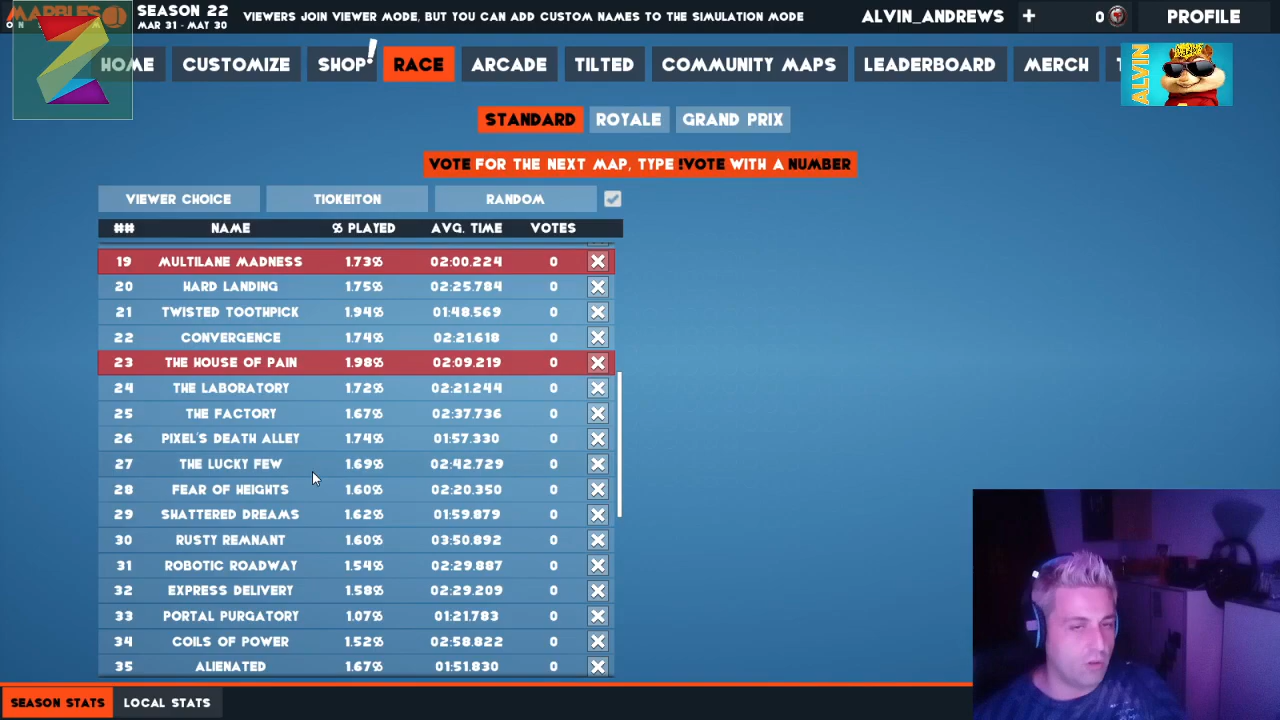 MARBLES
ON
SEASON 22
MAR 31 - MAY 30
VIEWERS JOIN VIEWER MODE, BUT YOU CAN ADD CUSTOM NAMES TO THE SIMULATION MODE
ALVIN_ANDREWS + 0 PROFILE
HOME CUSTOMIZE SHOP! RACE ARCADE TILTED COMMUNITY MAPS LEADERBOARD MERCH
ALVIN
STANDARD ROYALE GRAND PRIX
VOTE FOR THE NEXT MAP, TYPE !VOTE WITH A NUMBER
VIEWER CHOICE TIOKEITON RANDOM
## NAME % PLAYED AVG. TIME VOTES
19 MULTILANE MADNESS 1.73% 02:00.224 0 X
20 HARD LANDING 1.75% 02:25.784 0 X
21 TWISTED TOOTHPICK 1.94% 01:48.569 0 X
22 CONVERGENCE 1.74% 02:21.618 0 X
23 THE HOUSE OF PAIN 1.98% 02:09.219 0 X
24 THE LABORATORY 1.72% 02:21.244 0 X
25 THE FACTORY 1.67% 02:37.736 0 X
26 PIXEL'S DEATH ALLEY 1.74% 01:57.330 0 X
27 THE LUCKY FEW 1.69% 02:42.729 0 X
28 FEAR OF HEIGHTS 1.60% 02:20.350 0 X
29 SHATTERED DREAMS 1.62% 01:59.879 0 X
30 RUSTY REMNANT 1.60% 03:50.892 0 X
31 ROBOTIC ROADWAY 1.54% 02:29.887 0 X
32 EXPRESS DELIVERY 1.58% 02:29.209 0 X
33 PORTAL PURGATORY 1.07% 01:21.783 0 X
34 COILS OF POWER 1.52% 02:58.822 0 X
35 ALIENATED 1.67% 01:51.830 0 X
SEASON STATS LOCAL STATS